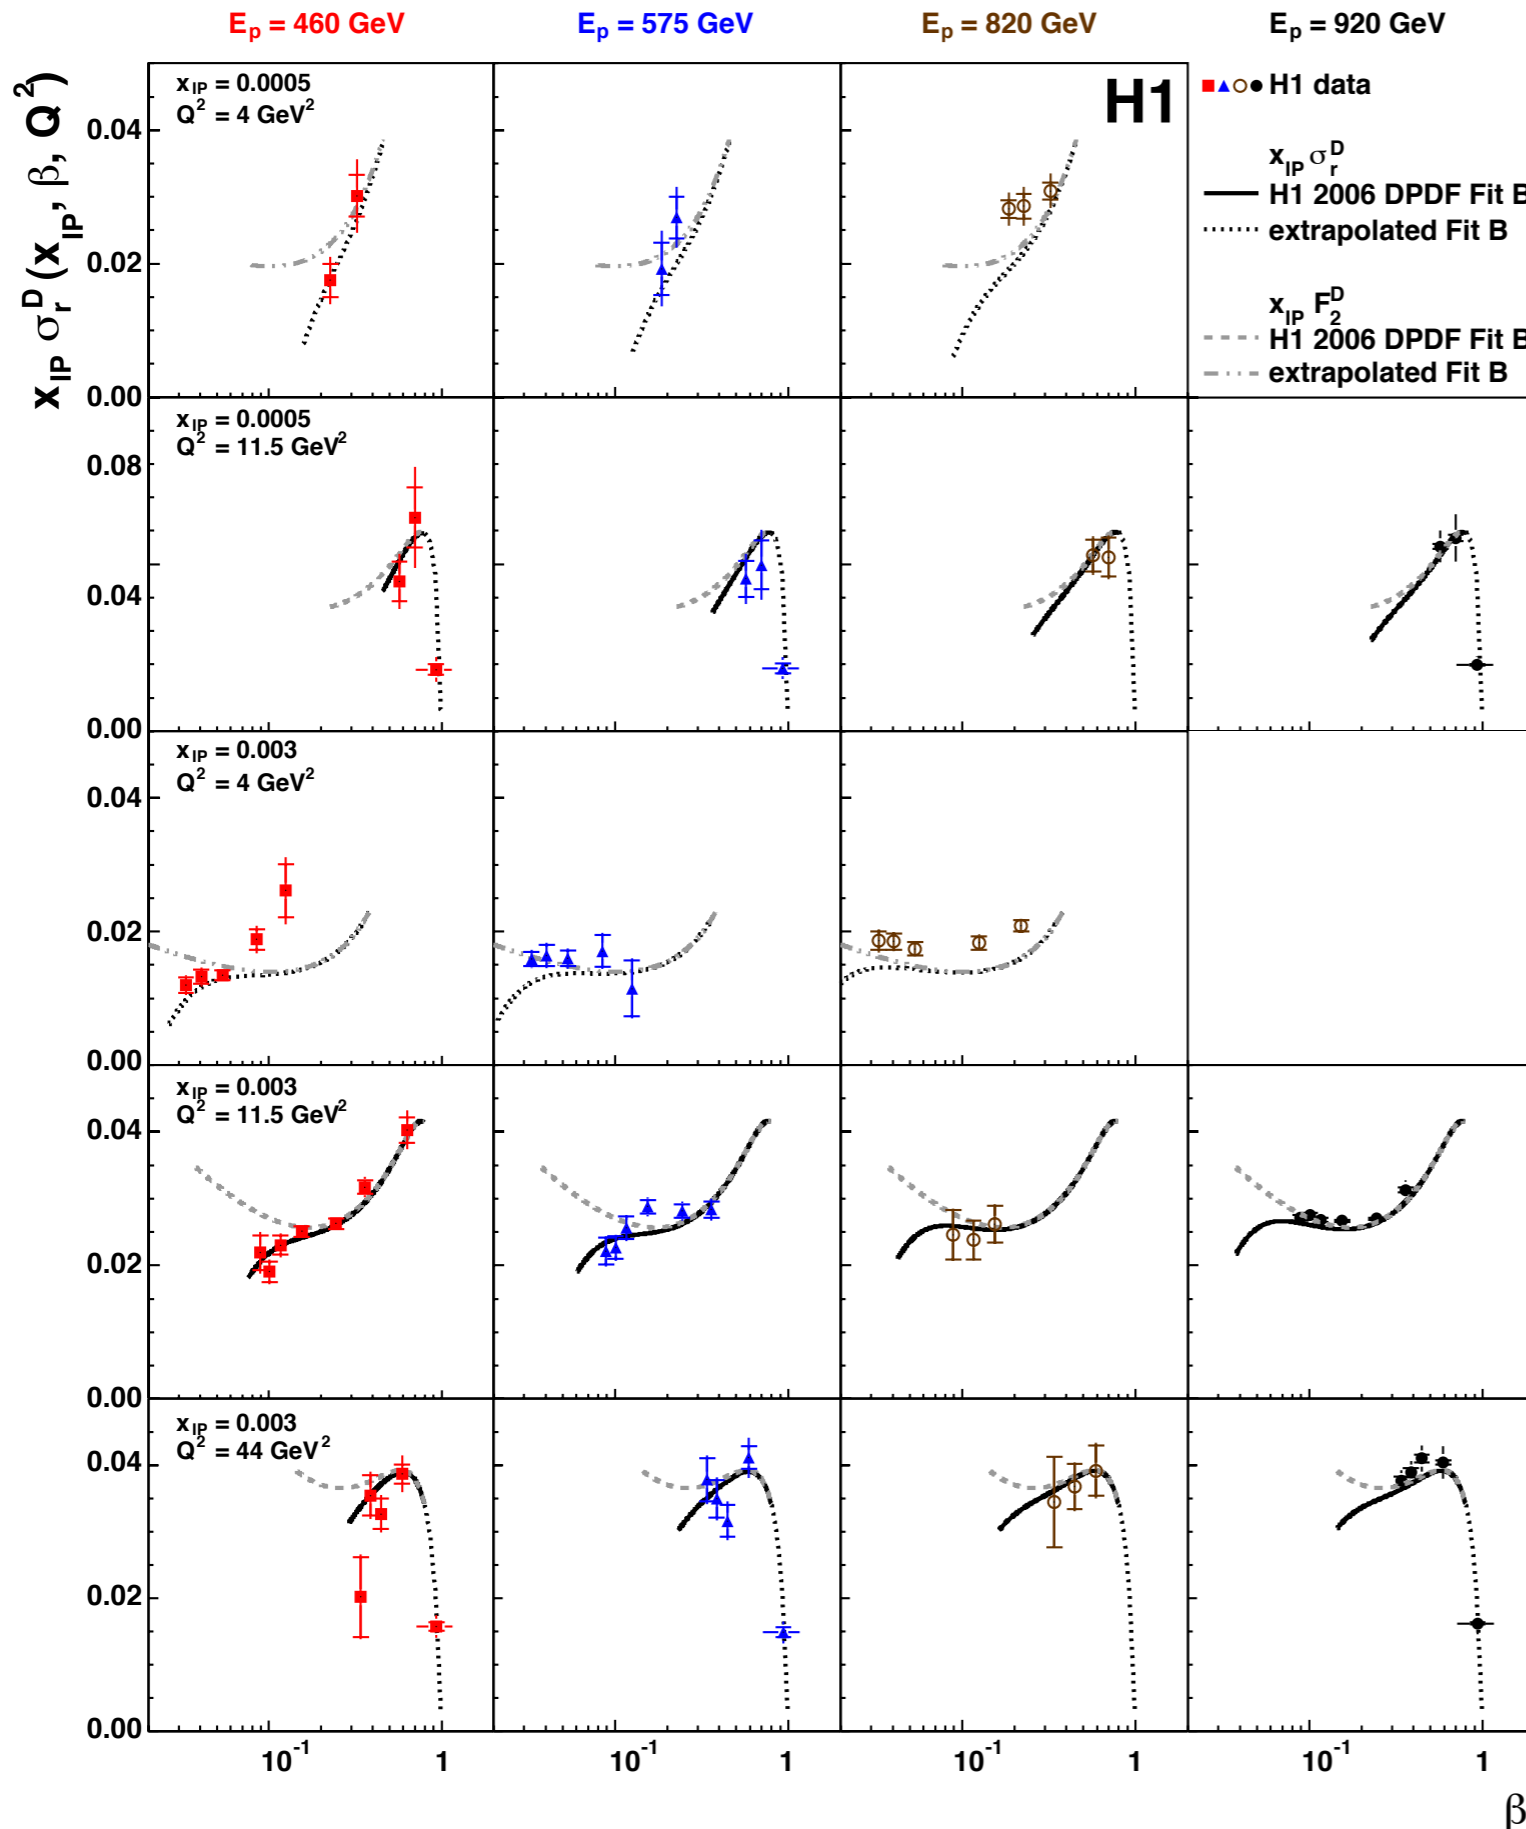 E_p = 460 GeV E_p = 575 GeV E_p = 820 GeV E_p = 920 GeV
x_IP σ_r^D (x_IP, β, Q^2)
x_IP = 0.0005
Q^2 = 4 GeV^2
H1
H1 data
x_IP σ_r^D
H1 2006 DPDF Fit B
extrapolated Fit B
x_IP F_2^D
H1 2006 DPDF Fit B
extrapolated Fit B
0.04
0.02
0.00
x_IP = 0.0005
Q^2 = 11.5 GeV^2
0.08
0.04
0.00
x_IP = 0.003
Q^2 = 4 GeV^2
0.04
0.02
0.00
x_IP = 0.003
Q^2 = 11.5 GeV^2
0.04
0.02
0.00
x_IP = 0.003
Q^2 = 44 GeV^2
0.04
0.02
0.00
10^-1 1 10^-1 1 10^-1 1 10^-1 1
β